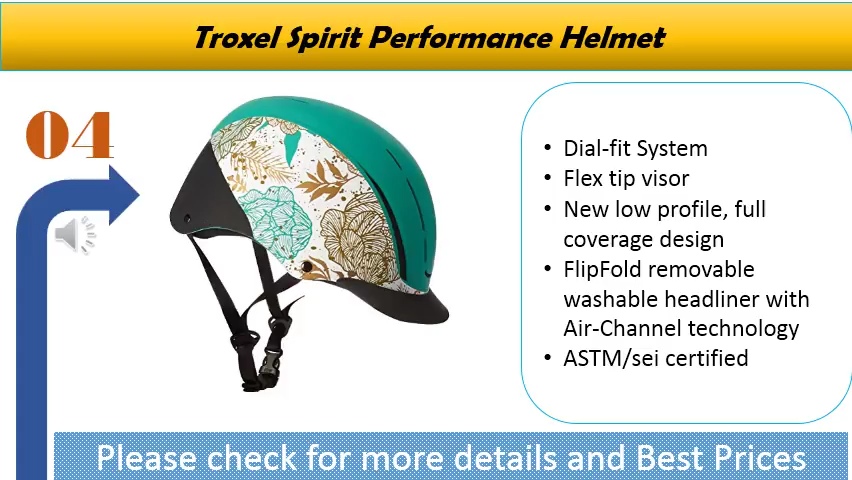 Troxel Spirit Performance Helmet
04
• Dial-fit System
• Flex tip visor
• New low profile, full
coverage design
• FlipFold removable
washable headliner with
Air-Channel technology
• ASTM/sei certified
Please check for more details and Best Prices